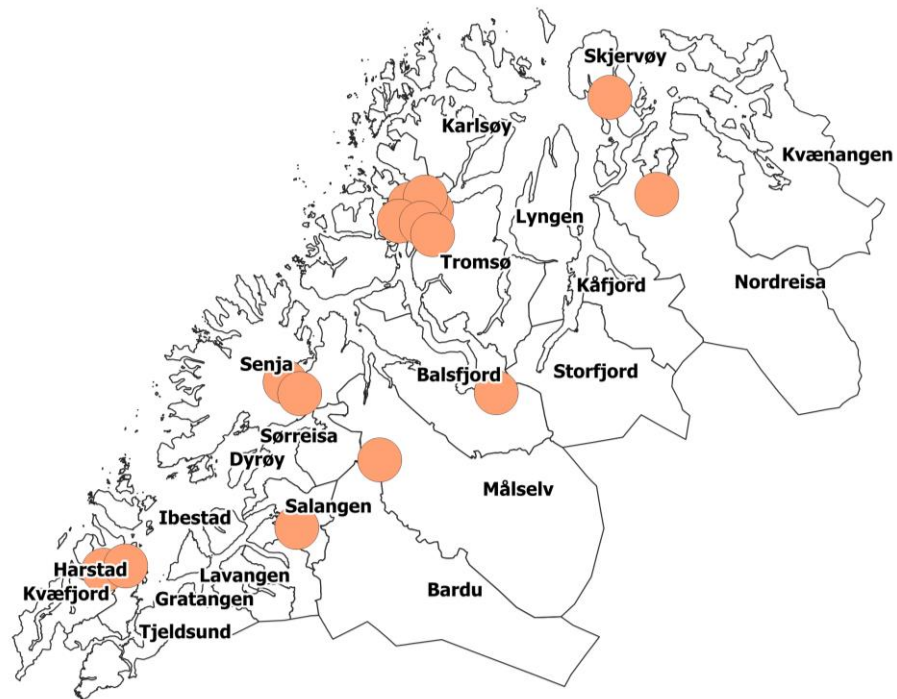 Skjervøy
Karlsøy
Kvænangen
Lyngen
Tromsø
Kåfjord
Nordreisa
Senja
Balsfjord
Storfjord
Sørreisa
Dyrøy
Målselv
Salangen
Ibestad
Harstad
Lavangen
Kvæfjord
Gratangen
Bardu
Tjeldsund